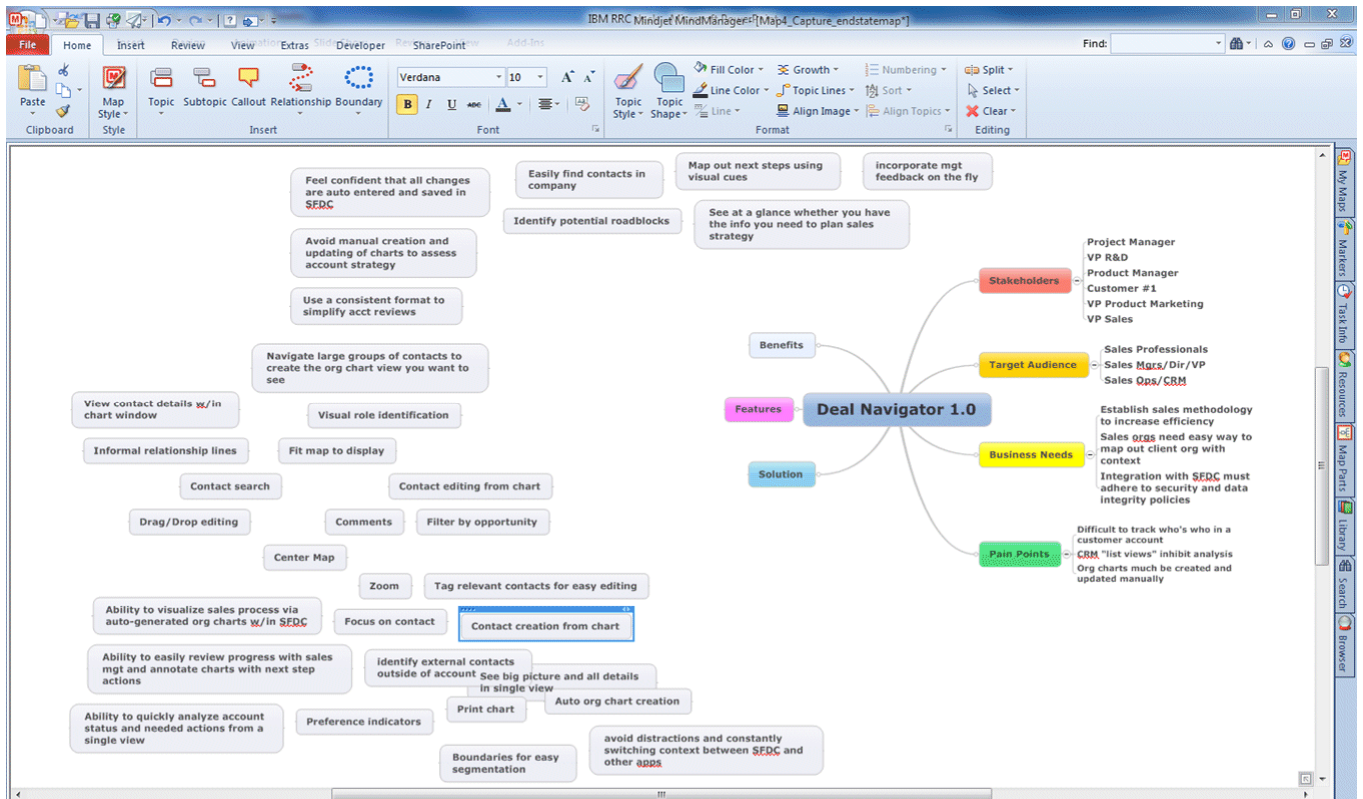 IBM RRC Mindjet MindManager - [Map4_Capture_endstatemap*]
File Home Insert Review View Extras Developer SharePoint Add-Ins
Find:
Paste
Clipboard
Map
Style
Style
Topic Subtopic Callout Relationship Boundary
Insert
Verdana 10
B I U abc A
Font
Topic
Style
Topic
Shape
Fill Color Growth Numbering
Line Color Topic Lines Sort
Line Align Image Align Topics
Format
Split
Select
Clear
Editing
Feel confident that all changes
are auto entered and saved in
SFDC
Easily find contacts in
company
Map out next steps using
visual cues
incorporate mgt
feedback on the fly
Identify potential roadblocks
See at a glance whether you have
the info you need to plan sales
strategy
Avoid manual creation and
updating of charts to assess
account strategy
Use a consistent format to
simplify acct reviews
Navigate large groups of contacts to
create the org chart view you want to
see
View contact details w/in
chart window
Visual role identification
Informal relationship lines
Fit map to display
Contact search
Contact editing from chart
Drag/Drop editing
Comments
Filter by opportunity
Center Map
Zoom
Tag relevant contacts for easy editing
Ability to visualize sales process via
auto-generated org charts w/in SFDC
Focus on contact
Contact creation from chart
Ability to easily review progress with sales
mgt and annotate charts with next step
actions
identify external contacts
outside of account
See big picture and all details
in single view
Print chart
Auto org chart creation
Ability to quickly analyze account
status and needed actions from a
single view
Preference indicators
Boundaries for easy
segmentation
avoid distractions and constantly
switching context between SFDC and
other apps
Benefits
Features
Solution
Deal Navigator 1.0
Stakeholders
Project Manager
VP R&D
Product Manager
Customer #1
VP Product Marketing
VP Sales
Target Audience
Sales Professionals
Sales Mgrs/Dir/VP
Sales Ops/CRM
Business Needs
Establish sales methodology
to increase efficiency
Sales orgs need easy way to
map out client org with
context
Integration with SFDC must
adhere to security and data
integrity policies
Pain Points
Difficult to track who's who in a
customer account
CRM "list views" inhibit analysis
Org charts much be created and
updated manually
My Maps
Markers
Task Info
Resources
Map Parts
Library
Search
Browser